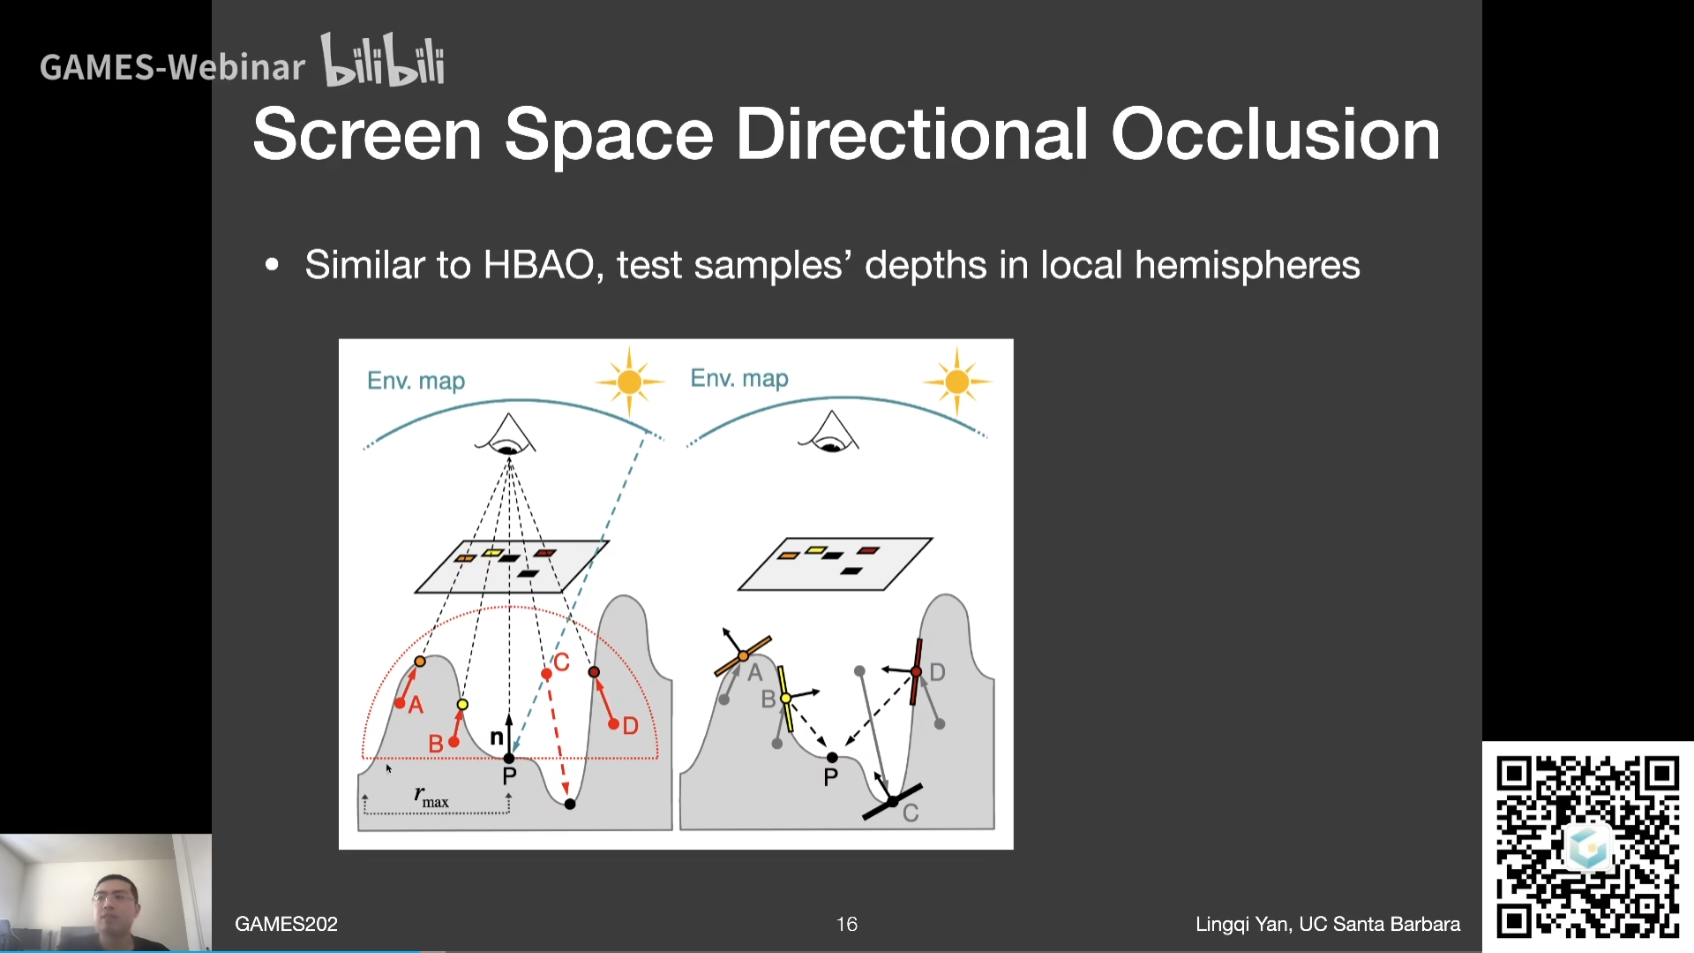 GAMES-Webinar bilibili
Screen Space Directional Occlusion
• Similar to HBAO, test samples’ depths in local hemispheres
Env. map
Env. map
C
A
B
n
D
P
r max
A
B
D
P
C
GAMES202
16
Lingqi Yan, UC Santa Barbara